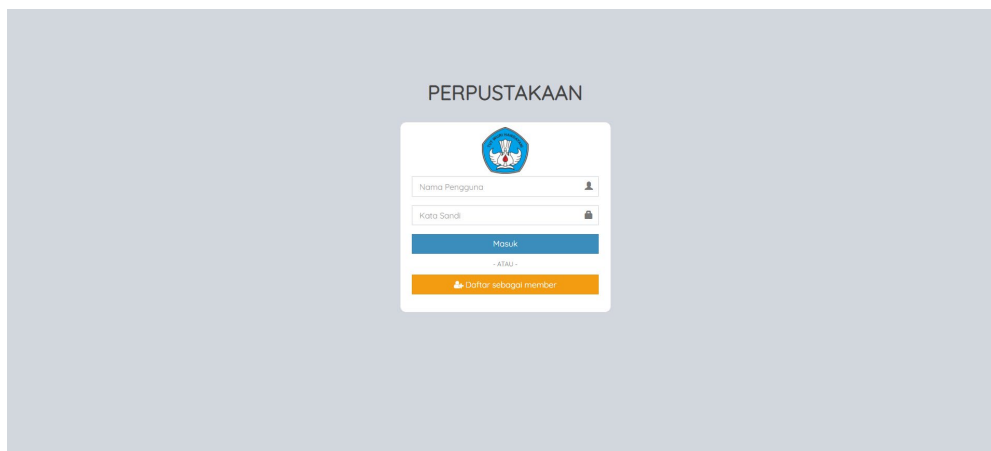 PERPUSTAKAAN
Nama Pengguna
Kata Sandi
Masuk
- ATAU -
Daftar sebagai member